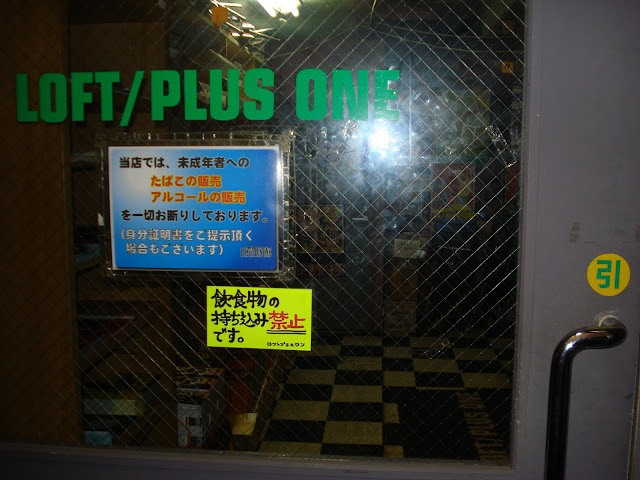 LOFT/PLUS ONE
当店では、未成年者への
たばこの販売
アルコールの販売
を一切お断りしております。
(身分証明書をご提示頂く
場合もございます)
飲食物の
持ち込み禁止
です。
ロフトプラスワン
引